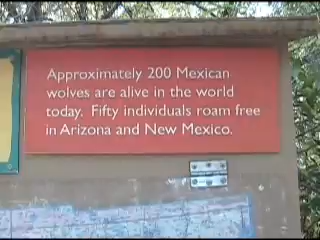 Approximately 200 Mexican
wolves are alive in the world
today. Fifty individuals roam free
in Arizona and New Mexico.